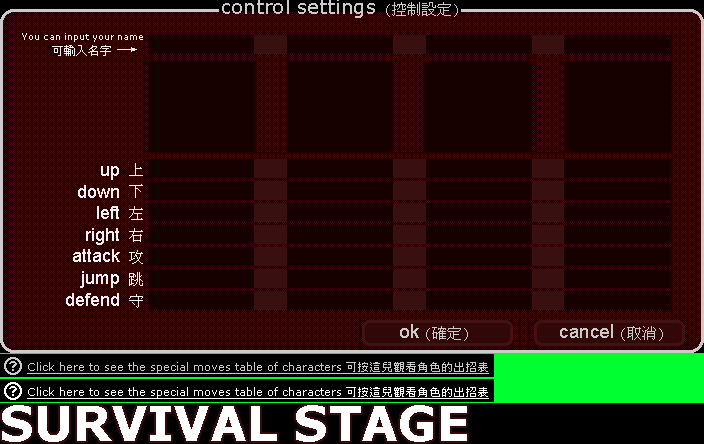 control settings (控制設定)
You can input your name
可輸入名字 →
up 上
down 下
left 左
right 右
attack 攻
jump 跳
defend 守
ok (確定) cancel (取消)
? Click here to see the special moves table of characters 可按這兒觀看角色的出招表
? Click here to see the special moves table of characters 可按這兒觀看角色的出招表
SURVIVAL STAGE